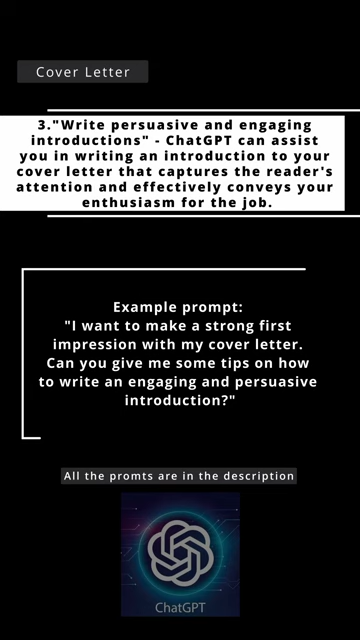 Cover Letter
3."Write persuasive and engaging
introductions" - ChatGPT can assist
you in writing an introduction to your
cover letter that captures the reader's
attention and effectively conveys your
enthusiasm for the job.
Example prompt:
"I want to make a strong first
impression with my cover letter.
Can you give me some tips on how
to write an engaging and persuasive
introduction?"
All the promts are in the description
ChatGPT